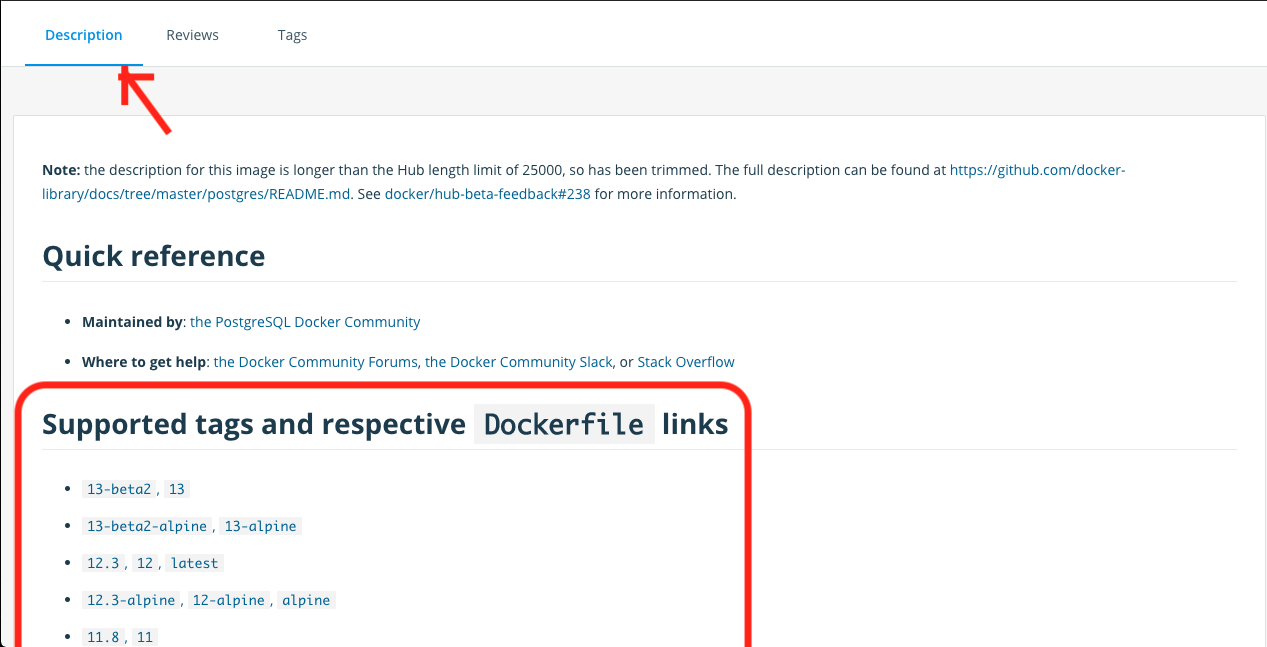 Description Reviews Tags
Note: the description for this image is longer than the Hub length limit of 25000, so has been trimmed. The full description can be found at https://github.com/docker-
library/docs/tree/master/postgres/README.md. See docker/hub-beta-feedback#238 for more information.
Quick reference
• Maintained by: the PostgreSQL Docker Community
• Where to get help: the Docker Community Forums, the Docker Community Slack, or Stack Overflow
Supported tags and respective Dockerfile links
• 13-beta2, 13
• 13-beta2-alpine, 13-alpine
• 12.3, 12, latest
• 12.3-alpine, 12-alpine, alpine
• 11.8, 11